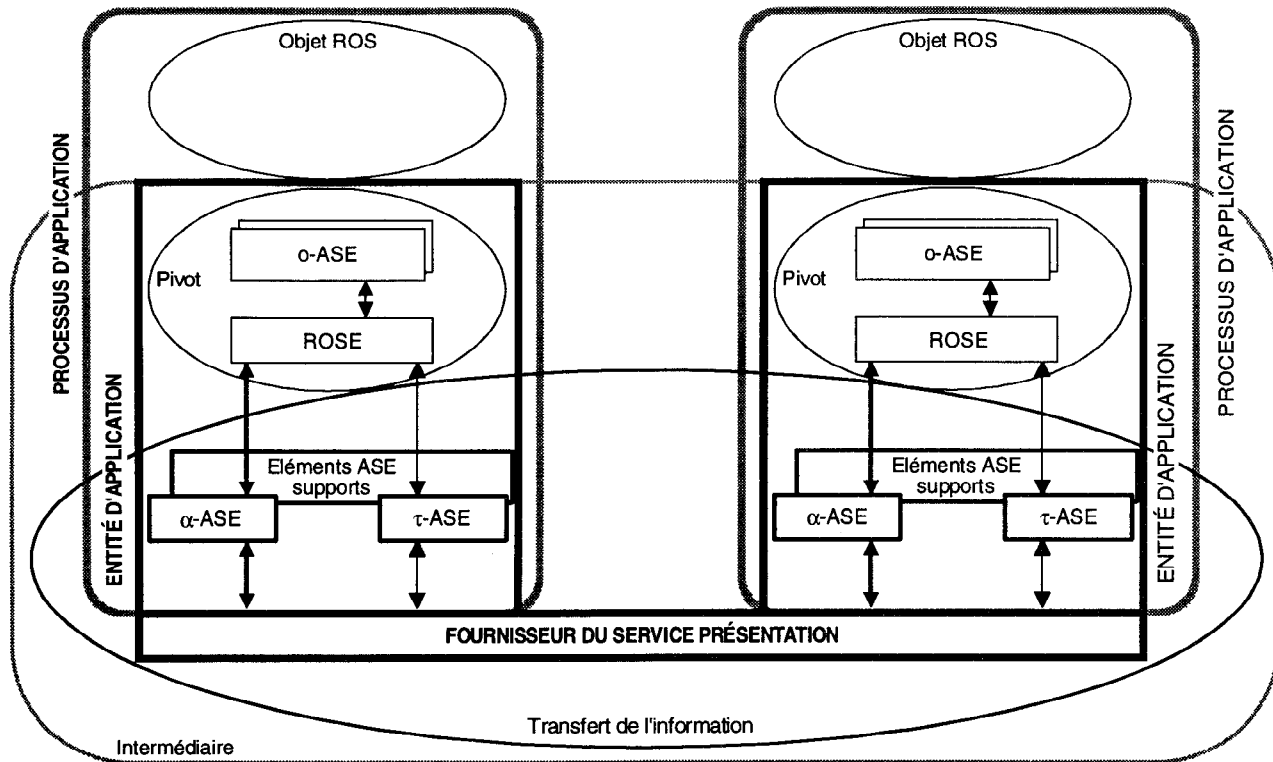 Objet ROS
Objet ROS
PROCESSUS D'APPLICATION
PROCESSUS D'APPLICATION
o-ASE
o-ASE
Pivot
Pivot
ROSE
ROSE
ENTITÉ D'APPLICATION
ENTITÉ D'APPLICATION
Eléments ASE
supports
Eléments ASE
supports
α-ASE
τ-ASE
α-ASE
τ-ASE
FOURNISSEUR DU SERVICE PRÉSENTATION
Transfert de l'information
Intermédiaire